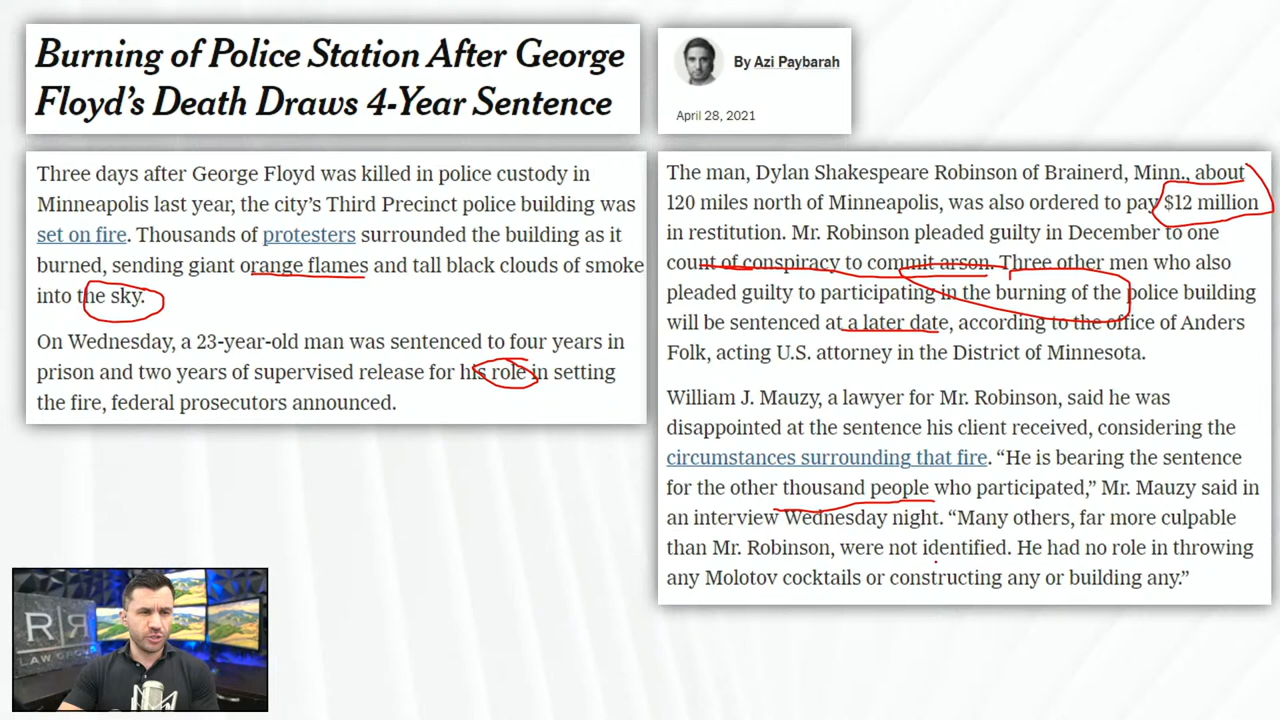 Burning of Police Station After George
Floyd’s Death Draws 4-Year Sentence
By Azi Paybarah
April 28, 2021
Three days after George Floyd was killed in police custody in
Minneapolis last year, the city’s Third Precinct police building was
set on fire. Thousands of protesters surrounded the building as it
burned, sending giant orange flames and tall black clouds of smoke
into the sky.
On Wednesday, a 23-year-old man was sentenced to four years in
prison and two years of supervised release for his role in setting
the fire, federal prosecutors announced.
The man, Dylan Shakespeare Robinson of Brainerd, Minn., about
120 miles north of Minneapolis, was also ordered to pay $12 million
in restitution. Mr. Robinson pleaded guilty in December to one
count of conspiracy to commit arson. Three other men who also
pleaded guilty to participating in the burning of the police building
will be sentenced at a later date, according to the office of Anders
Folk, acting U.S. attorney in the District of Minnesota.
William J. Mauzy, a lawyer for Mr. Robinson, said he was
disappointed at the sentence his client received, considering the
circumstances surrounding that fire. “He is bearing the sentence
for the other thousand people who participated,” Mr. Mauzy said in
an interview Wednesday night. “Many others, far more culpable
than Mr. Robinson, were not identified. He had no role in throwing
any Molotov cocktails or constructing any or building any.”
R R
LAW GROUP